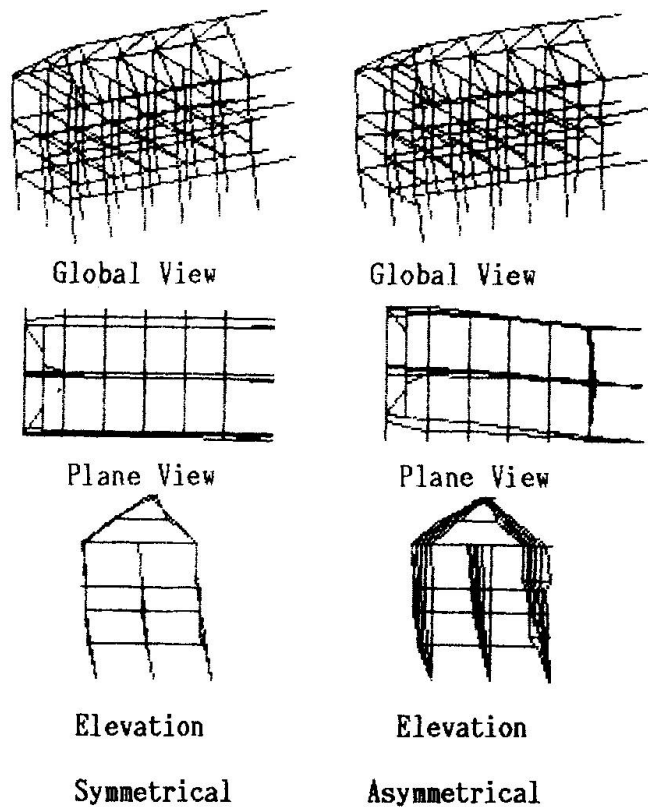 Global View Global View
Plane View Plane View
Elevation Elevation
Symmetrical Asymmetrical